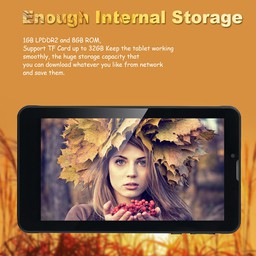 Enough Internal Storage
1GB LPDDR2 and 8GB ROM,
Support TF Card up to 32GB Keep the tablet working
smoothly, the huge storage capacity that
you can download whatever you like from network
and save them.